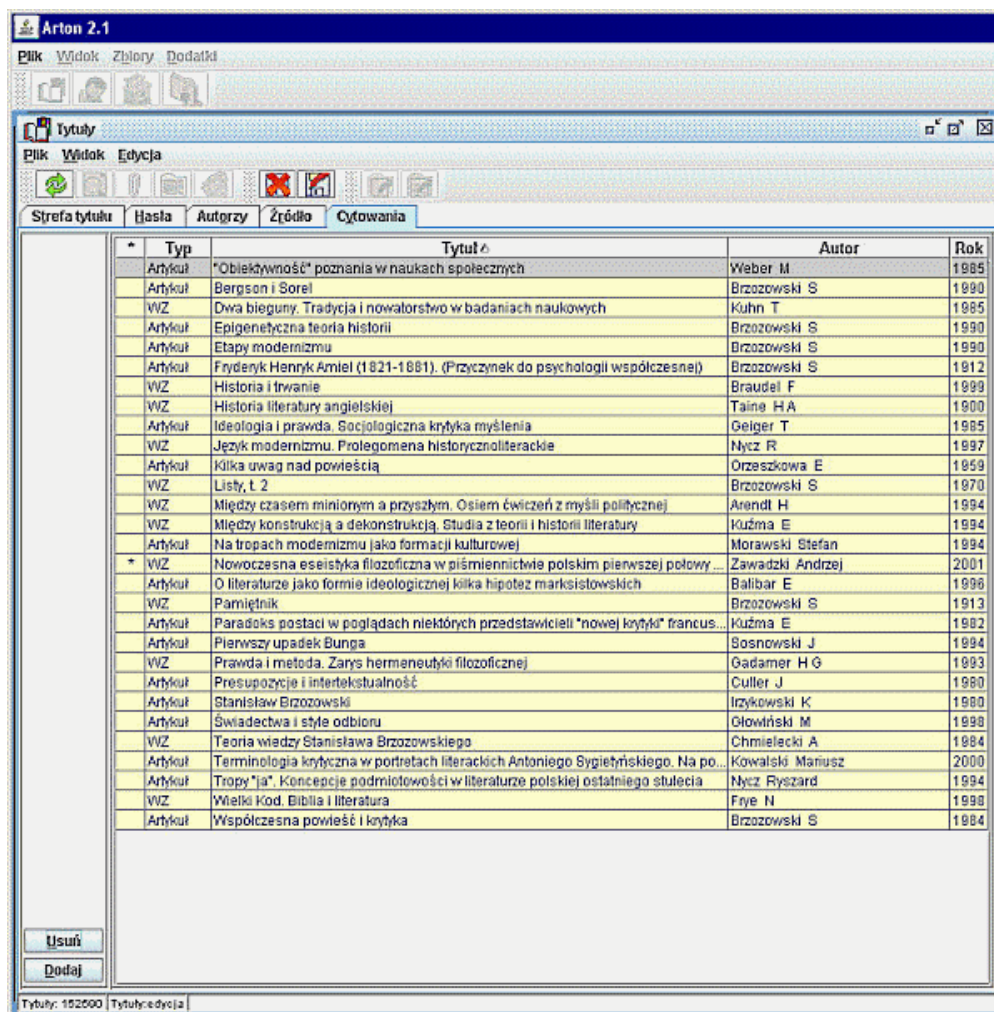 Arton 2.1
Plik Widok Zbiory Dodatki
Tytuły
Plik Widok Edycja
Strefa tytułu Hasła Autorzy Źródło Cytowania
* Typ Tytuł Autor Rok
Artykuł "Obiektywność" poznania w naukach społecznych Weber M 1985
Artykuł Bergson i Sorel Brzozowski S 1990
WZ Dwa bieguny. Tradycja i nowatorstwo w badaniach naukowych Kuhn T 1985
Artykuł Epigenetyczna teoria historii Brzozowski S 1990
Artykuł Etapy modernizmu Brzozowski S 1990
Artykuł Fryderyk Henryk Amiel (1821-1881). (Przyczynek do psychologii współczesnej) Brzozowski S 1912
WZ Historia i trwanie Braudel F 1999
WZ Historia literatury angielskiej Taine H A 1900
Artykuł Ideologia i prawda. Socjologiczna krytyka myślenia Geiger T 1985
WZ Język modernizmu. Prolegomena historycznoliterackie Nycz R 1997
Artykuł Kilka uwag nad powieścią Orzeszkowa E 1959
WZ Listy, t. 2 Brzozowski S 1970
WZ Między czasem minionym a przyszłym. Osiem ćwiczeń z myśli politycznej Arendt H 1994
WZ Między konstrukcją a dekonstrukcją. Studia z teorii i historii literatury Kuźma E 1994
Artykuł Na tropach modernizmu jako formacji kulturowej Morawski Stefan 1994
* WZ Nowoczesna eseistyka filozoficzna w piśmiennictwie polskim pierwszej połowy ... Zawadzki Andrzej 2001
Artykuł O literaturze jako formie ideologicznej kilka hipotez marksistowskich Balibar E 1996
WZ Pamiętnik Brzozowski S 1913
Artykuł Paradoks postaci w poglądach niektórych przedstawicieli "nowej krytyki" francus... Kuźma E 1982
Artykuł Pierwszy upadek Bunga Sosnowski J 1994
WZ Prawda i metoda. Zarys hermeneutyki filozoficznej Gadamer H G 1993
Artykuł Presupozycje i intertekstualność Culler J 1980
Artykuł Stanisław Brzozowski Irzykowski K 1980
Artykuł Świadectwa i style odbioru Głowiński M 1998
WZ Teoria wiedzy Stanisława Brzozowskiego Chmielecki A 1984
Artykuł Terminologia krytyczna w portretach literackich Antoniego Sygietyńskiego. Na po... Kowalski Mariusz 2000
Artykuł Tropy "ja". Koncepcje podmiotowości w literaturze polskiej ostatniego stulecia Nycz Ryszard 1994
WZ Wielki Kod. Biblia i literatura Frye N 1998
Artykuł Współczesna powieść i krytyka Brzozowski S 1984
Usuń
Dodaj
Tytuły: 152600 Tytuły:edycja